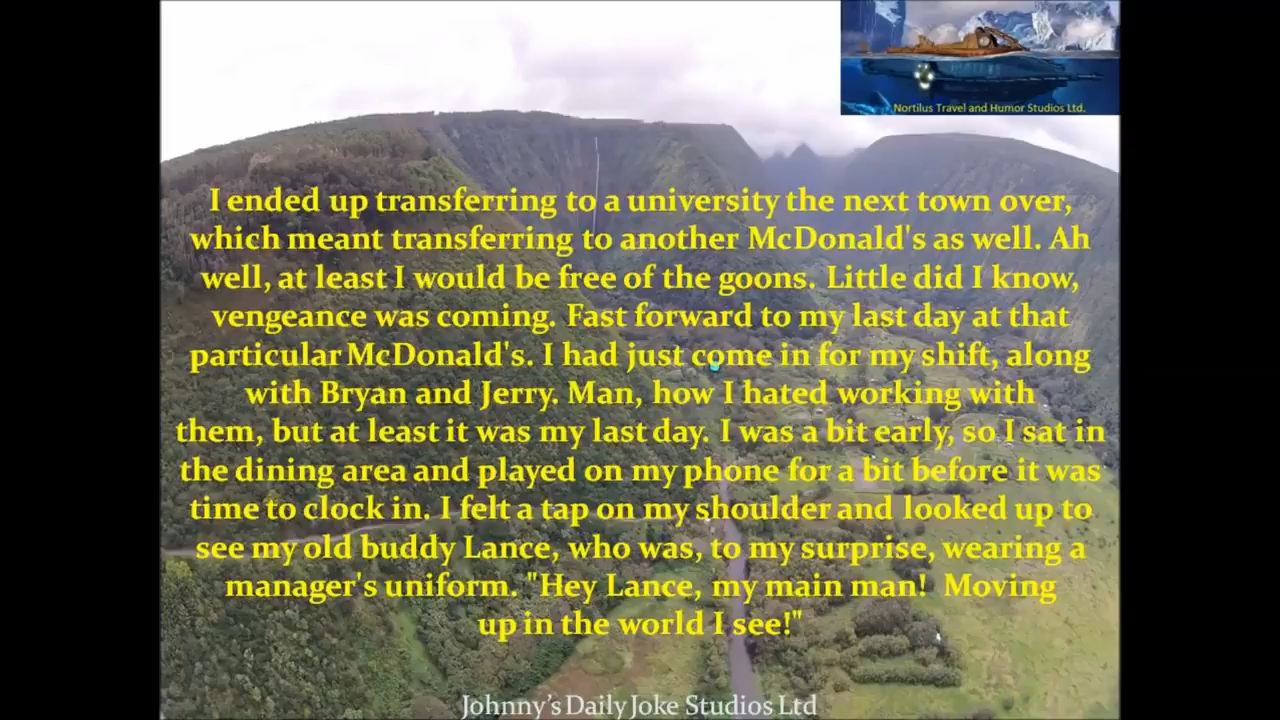 Nortilus Travel and Humor Studios Ltd.
I ended up transferring to a university the next town over,
which meant transferring to another McDonald's as well. Ah
well, at least I would be free of the goons. Little did I know,
vengeance was coming. Fast forward to my last day at that
particular McDonald's. I had just come in for my shift, along
with Bryan and Jerry. Man, how I hated working with
them, but at least it was my last day. I was a bit early, so I sat in
the dining area and played on my phone for a bit before it was
time to clock in. I felt a tap on my shoulder and looked up to
see my old buddy Lance, who was, to my surprise, wearing a
manager's uniform. "Hey Lance, my main man! Moving
up in the world I see!"
Johnny's Daily Joke Studios Ltd